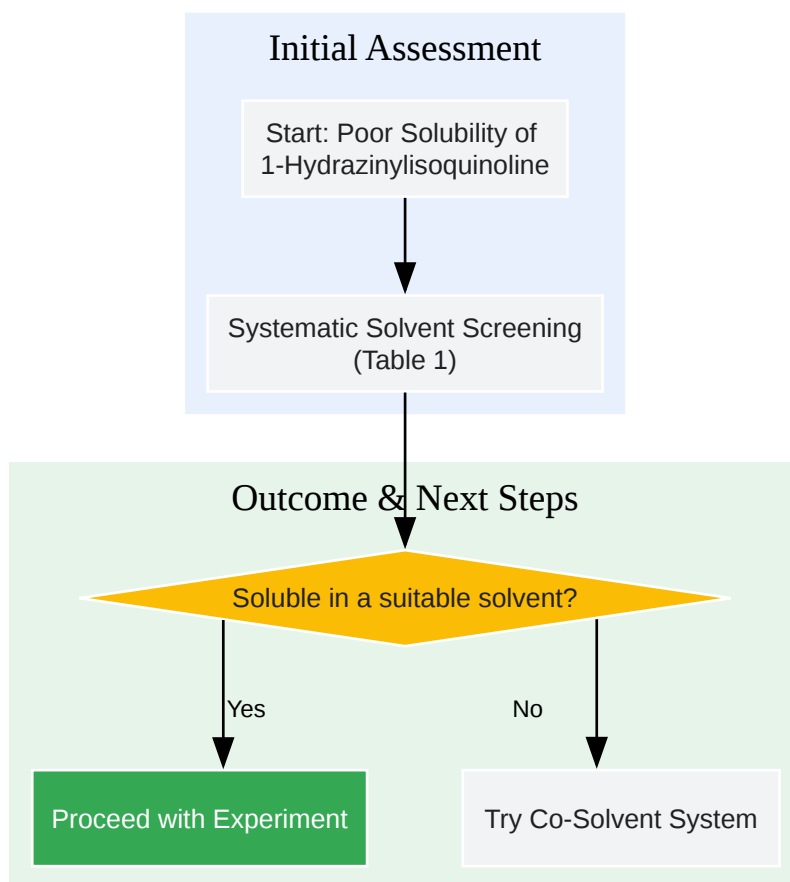 Initial Assessment
Start: Poor Solubility of
1-Hydrazinylisoquinoline
Systematic Solvent Screening
(Table 1)
Outcome & Next Steps
Soluble in a suitable solvent?
Yes
No
Proceed with Experiment
Try Co-Solvent System